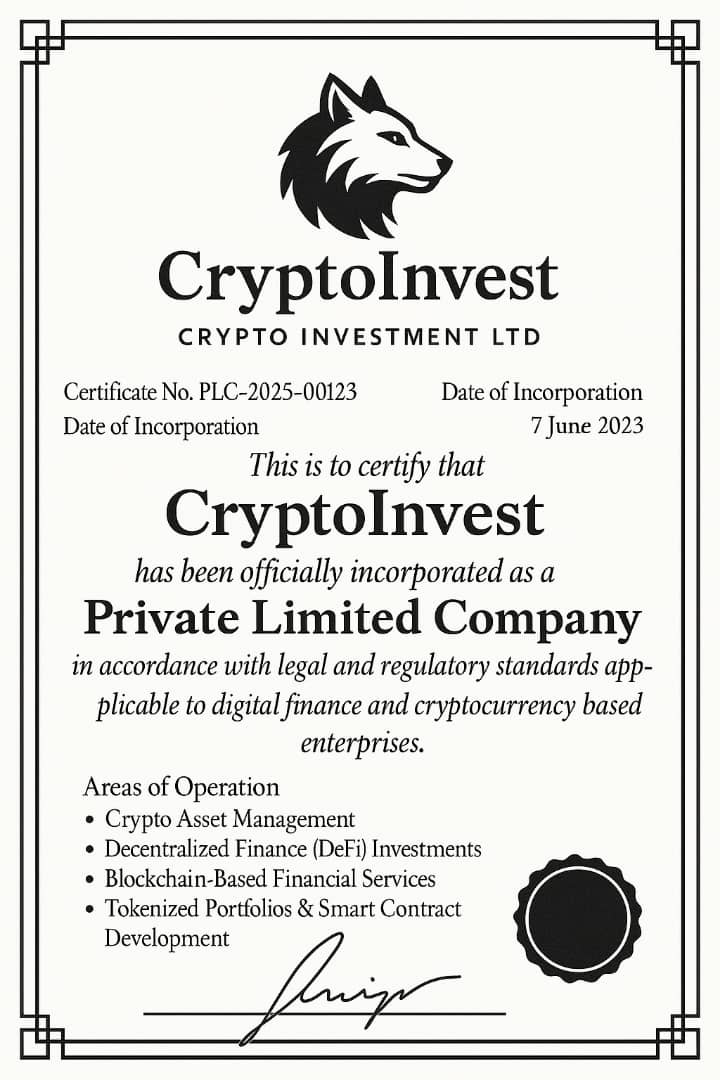 CryptoInvest
CRYPTO INVESTMENT LTD
Certificate No. PLC-2025-00123
Date of Incorporation
Date of Incorporation
7 June 2023
This is to certify that
CryptoInvest
has been officially incorporated as a
Private Limited Company
in accordance with legal and regulatory standards app-
plicable to digital finance and cryptocurrency based
enterprises.
Areas of Operation
• Crypto Asset Management
• Decentralized Finance (DeFi) Investments
• Blockchain-Based Financial Services
• Tokenized Portfolios & Smart Contract
Development